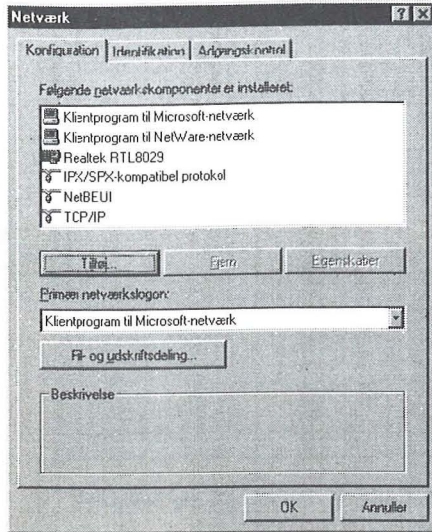 Netværk
Konfiguration Identifikation Adgangskontrol
Følgende netværkskomponenter er installeret:
Klientprogram til Microsoft-netværk
Klientprogram til NetWare-netværk
Realtek RTL8029
IPX/SPX-kompatibel protokol
NetBEUI
TCP/IP
Tilføj... Fjern Egenskaber
Primær netværkslogon:
Klientprogram til Microsoft-netværk
Fil- og udskriftsdeling...
Beskrivelse
OK Annuller